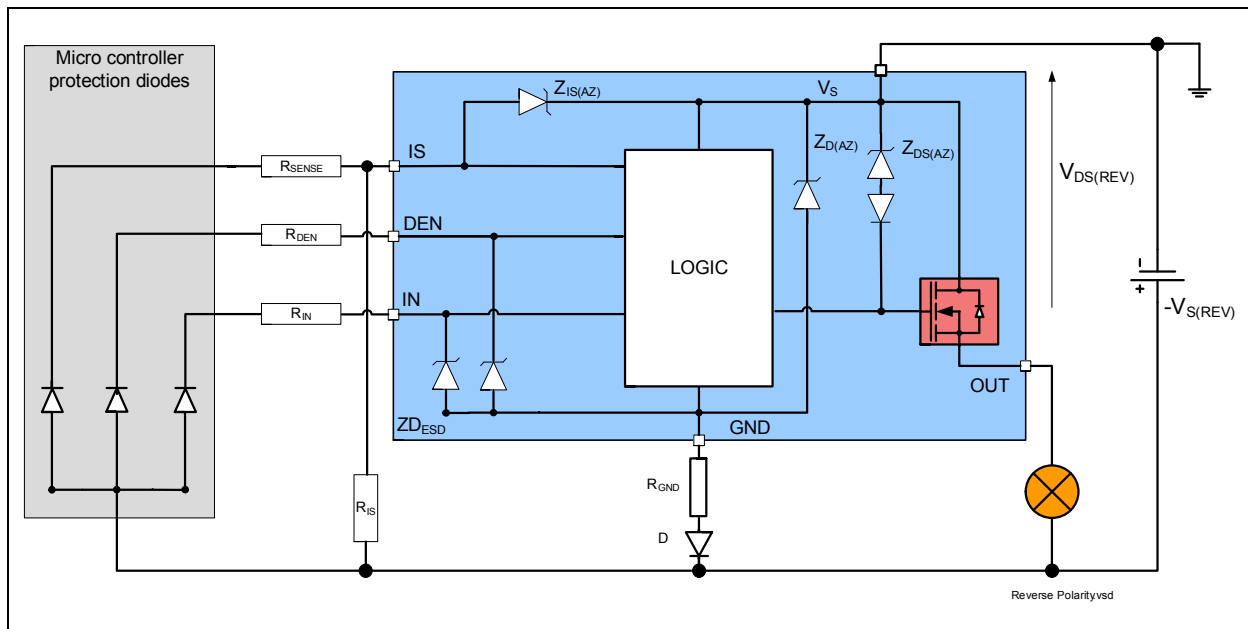 Micro controller
protection diodes
Z_IS(AZ)
V_S
Z_D(AZ)
Z_DS(AZ)
V_DS(REV)
IS
R_SENSE
DEN
R_DEN
LOGIC
IN
R_IN
-
+
-V_S(REV)
OUT
ZD_ESD
GND
R_GND
R_IS
D
Reverse Polarity.vsd